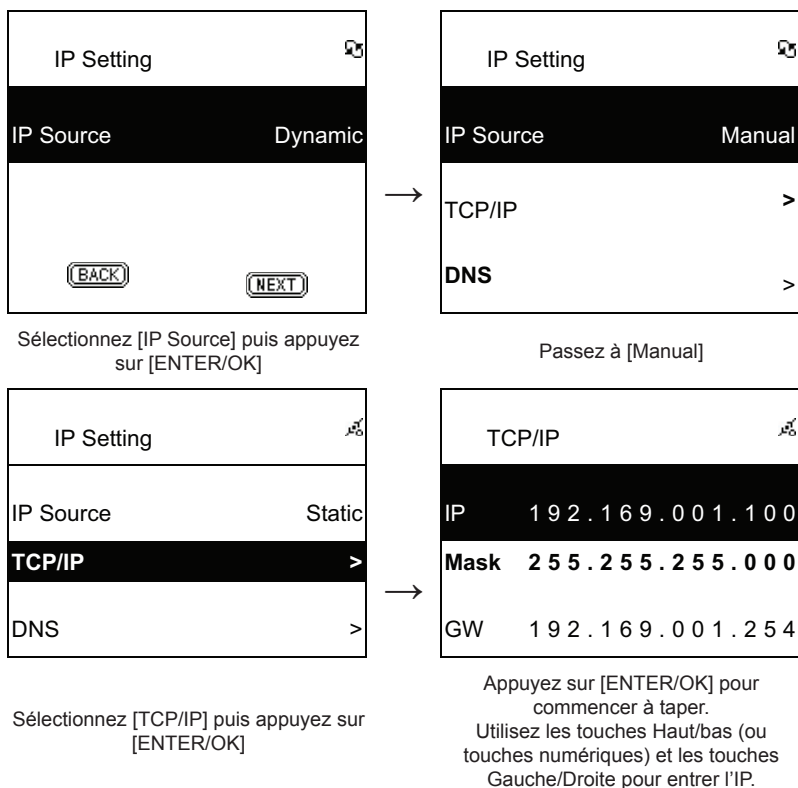 IP Setting
IP Source Dynamic
BACK
NEXT
Sélectionnez [IP Source] puis appuyez
sur [ENTER/OK]
→
IP Setting
IP Source Manual
TCP/IP >
DNS >
Passez à [Manual]
IP Setting
IP Source Static
TCP/IP >
DNS >
Sélectionnez [TCP/IP] puis appuyez sur
[ENTER/OK]
→
TCP/IP
IP 192.169.001.100
Mask 255.255.255.000
GW 192.169.001.254
Appuyez sur [ENTER/OK] pour
commencer à taper.
Utilisez les touches Haut/bas (ou
touches numériques) et les touches
Gauche/Droite pour entrer l’IP.